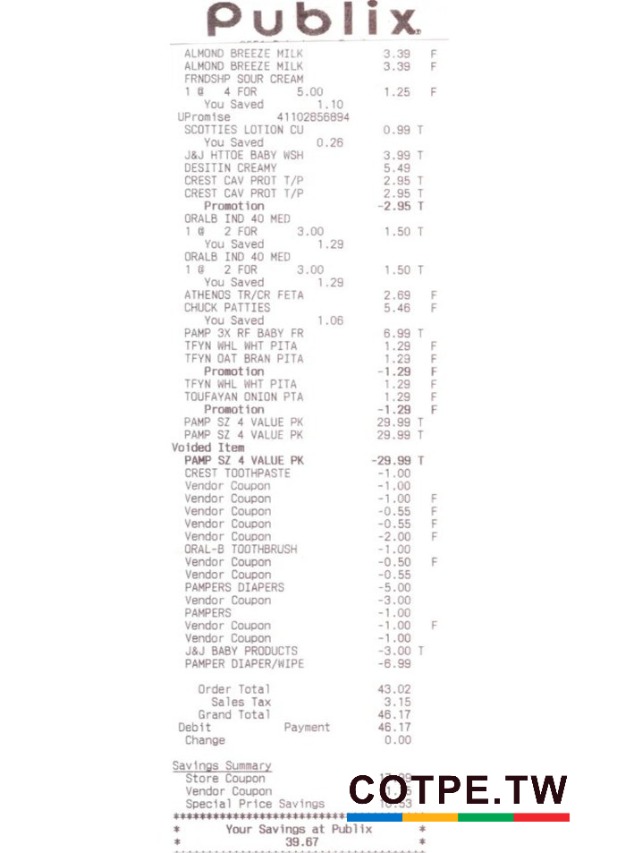 Publix.
ALMOND BREEZE MILK 3.39 F
ALMOND BREEZE MILK 3.39 F
FRNDSHP SOUR CREAM
1 @ 4 FOR 5.00 1.25 F
You Saved 1.10
UPromise 41102856894
SCOTTIES LOTION CU 0.99 T
You Saved 0.26
J&J HTTOE BABY WSH 3.99 T
DESITIN CREAMY 5.49
CREST CAV PROT T/P 2.95 T
CREST CAV PROT T/P 2.95 T
Promotion -2.95 T
ORALB IND 40 MED
1 @ 2 FOR 3.00 1.50 T
You Saved 1.29
ORALB IND 40 MED
1 @ 2 FOR 3.00 1.50 T
You Saved 1.29
ATHENOS TR/CR FETA 2.69 F
CHUCK PATTIES 5.46 F
You Saved 1.06
PAMP 3X RF BABY FR 6.99 T
TFYN WHL WHT PITA 1.29 F
TFYN OAT BRAN PITA 1.29 F
Promotion -1.29 F
TFYN WHL WHT PITA 1.29 F
TOUFAYAN ONION PTA 1.29 F
Promotion -1.29 F
PAMP SZ 4 VALUE PK 29.99 T
PAMP SZ 4 VALUE PK 29.99 T
Voided Item
PAMP SZ 4 VALUE PK -29.99 T
CREST TOOTHPASTE -1.00
Vendor Coupon -1.00
Vendor Coupon -1.00 F
Vendor Coupon -0.55 F
Vendor Coupon -0.55 F
Vendor Coupon -2.00 F
ORAL-B TOOTHBRUSH -1.00
Vendor Coupon -0.50 F
Vendor Coupon -0.55
PAMPERS DIAPERS -5.00
Vendor Coupon -3.00
PAMPERS -1.00
Vendor Coupon -1.00 F
Vendor Coupon -1.00
J&J BABY PRODUCTS -3.00 T
PAMPER DIAPER/WIPE -6.99
Order Total 43.02
Sales Tax 3.15
Grand Total 46.17
Debit Payment 46.17
Change 0.00
Savings Summary
Store Coupon
Vendor Coupon
Special Price Savings
COTPE.TW
**************************************
* Your Savings at Publix *
* 39.67 *